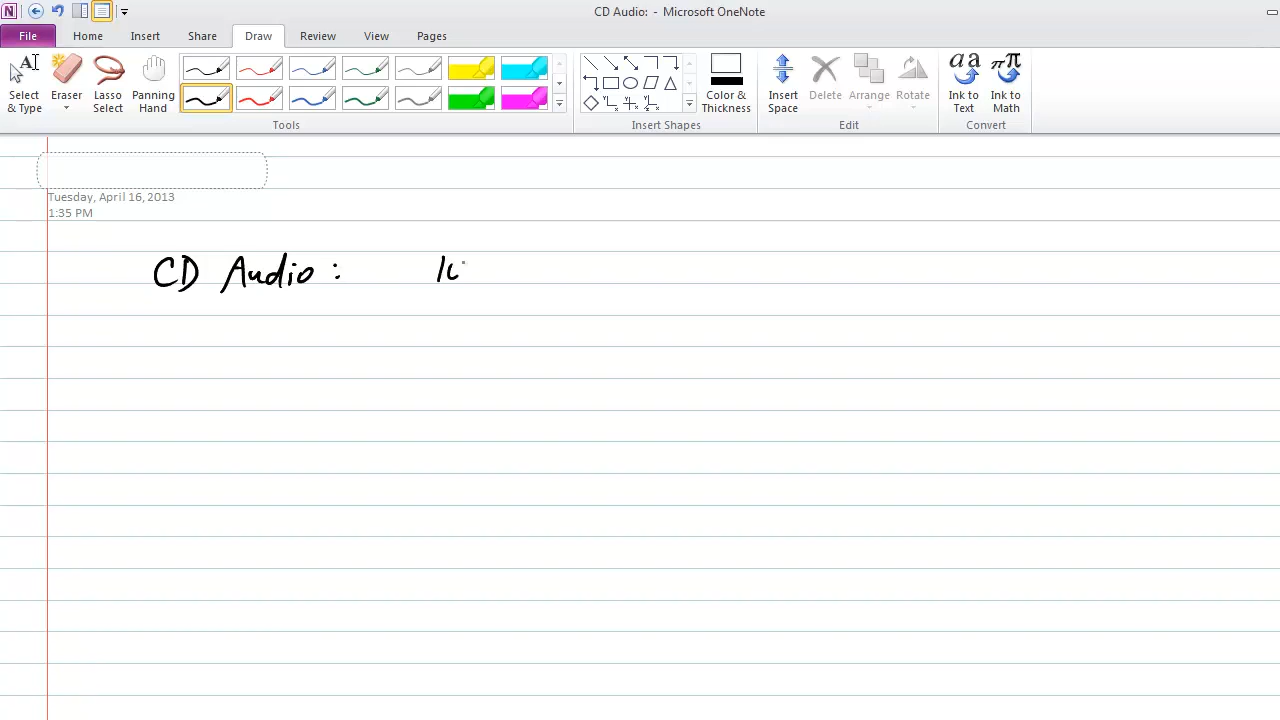 CD Audio: - Microsoft OneNote
File Home Insert Share Draw Review View Pages
Select & Type
Eraser
Lasso Select
Panning Hand
Color & Thickness
Insert Space
Delete
Arrange
Rotate
Ink to Text
Ink to Math
Tools Insert Shapes Edit Convert
Tuesday, April 16, 2013
1:35 PM
CD Audio :